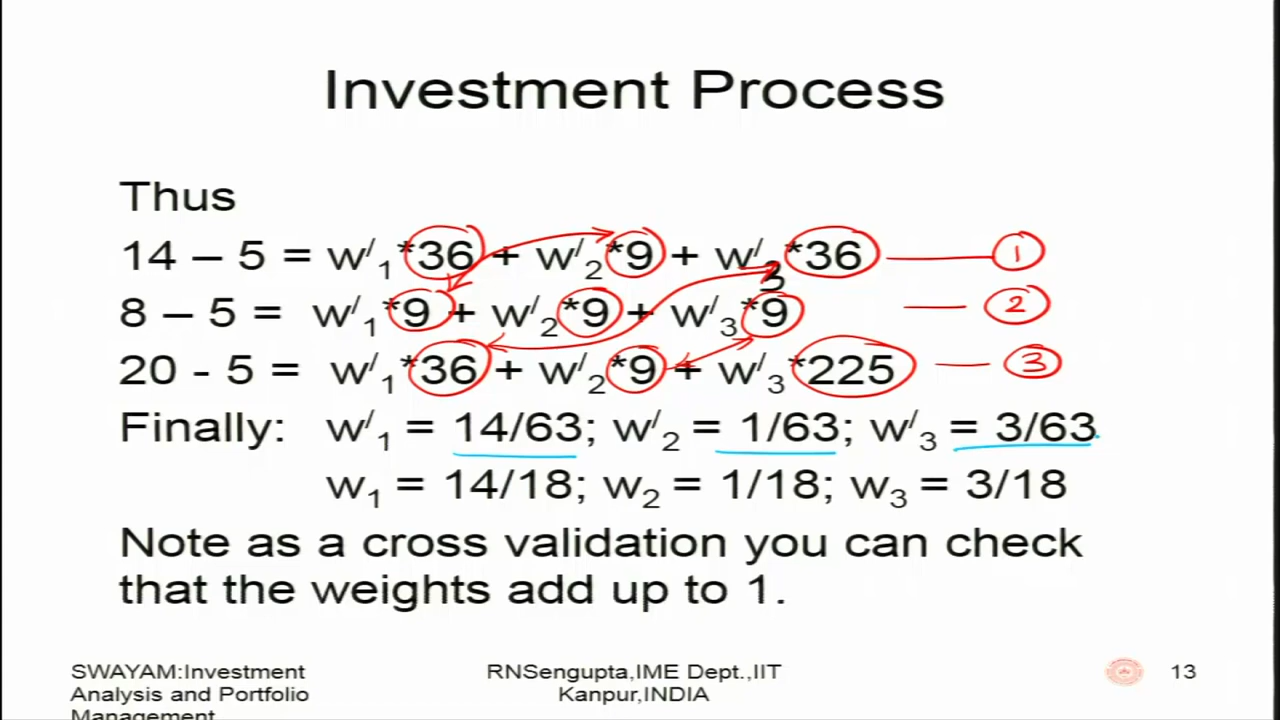 Investment Process
Thus
14 – 5 = w/1*36 + w/2*9 + w/3*36 ① 
8 – 5 = w/1*9 + w/2*9 + w/3*9 ②
20 - 5 = w/1*36 + w/2*9 + w/3*225 ③
Finally: w/1 = 14/63; w/2 = 1/63; w/3 = 3/63
w1 = 14/18; w2 = 1/18; w3 = 3/18
Note as a cross validation you can check
that the weights add up to 1.
SWAYAM:Investment
Analysis and Portfolio
Management
RNSengupta,IME Dept.,IIT
Kanpur,INDIA
13